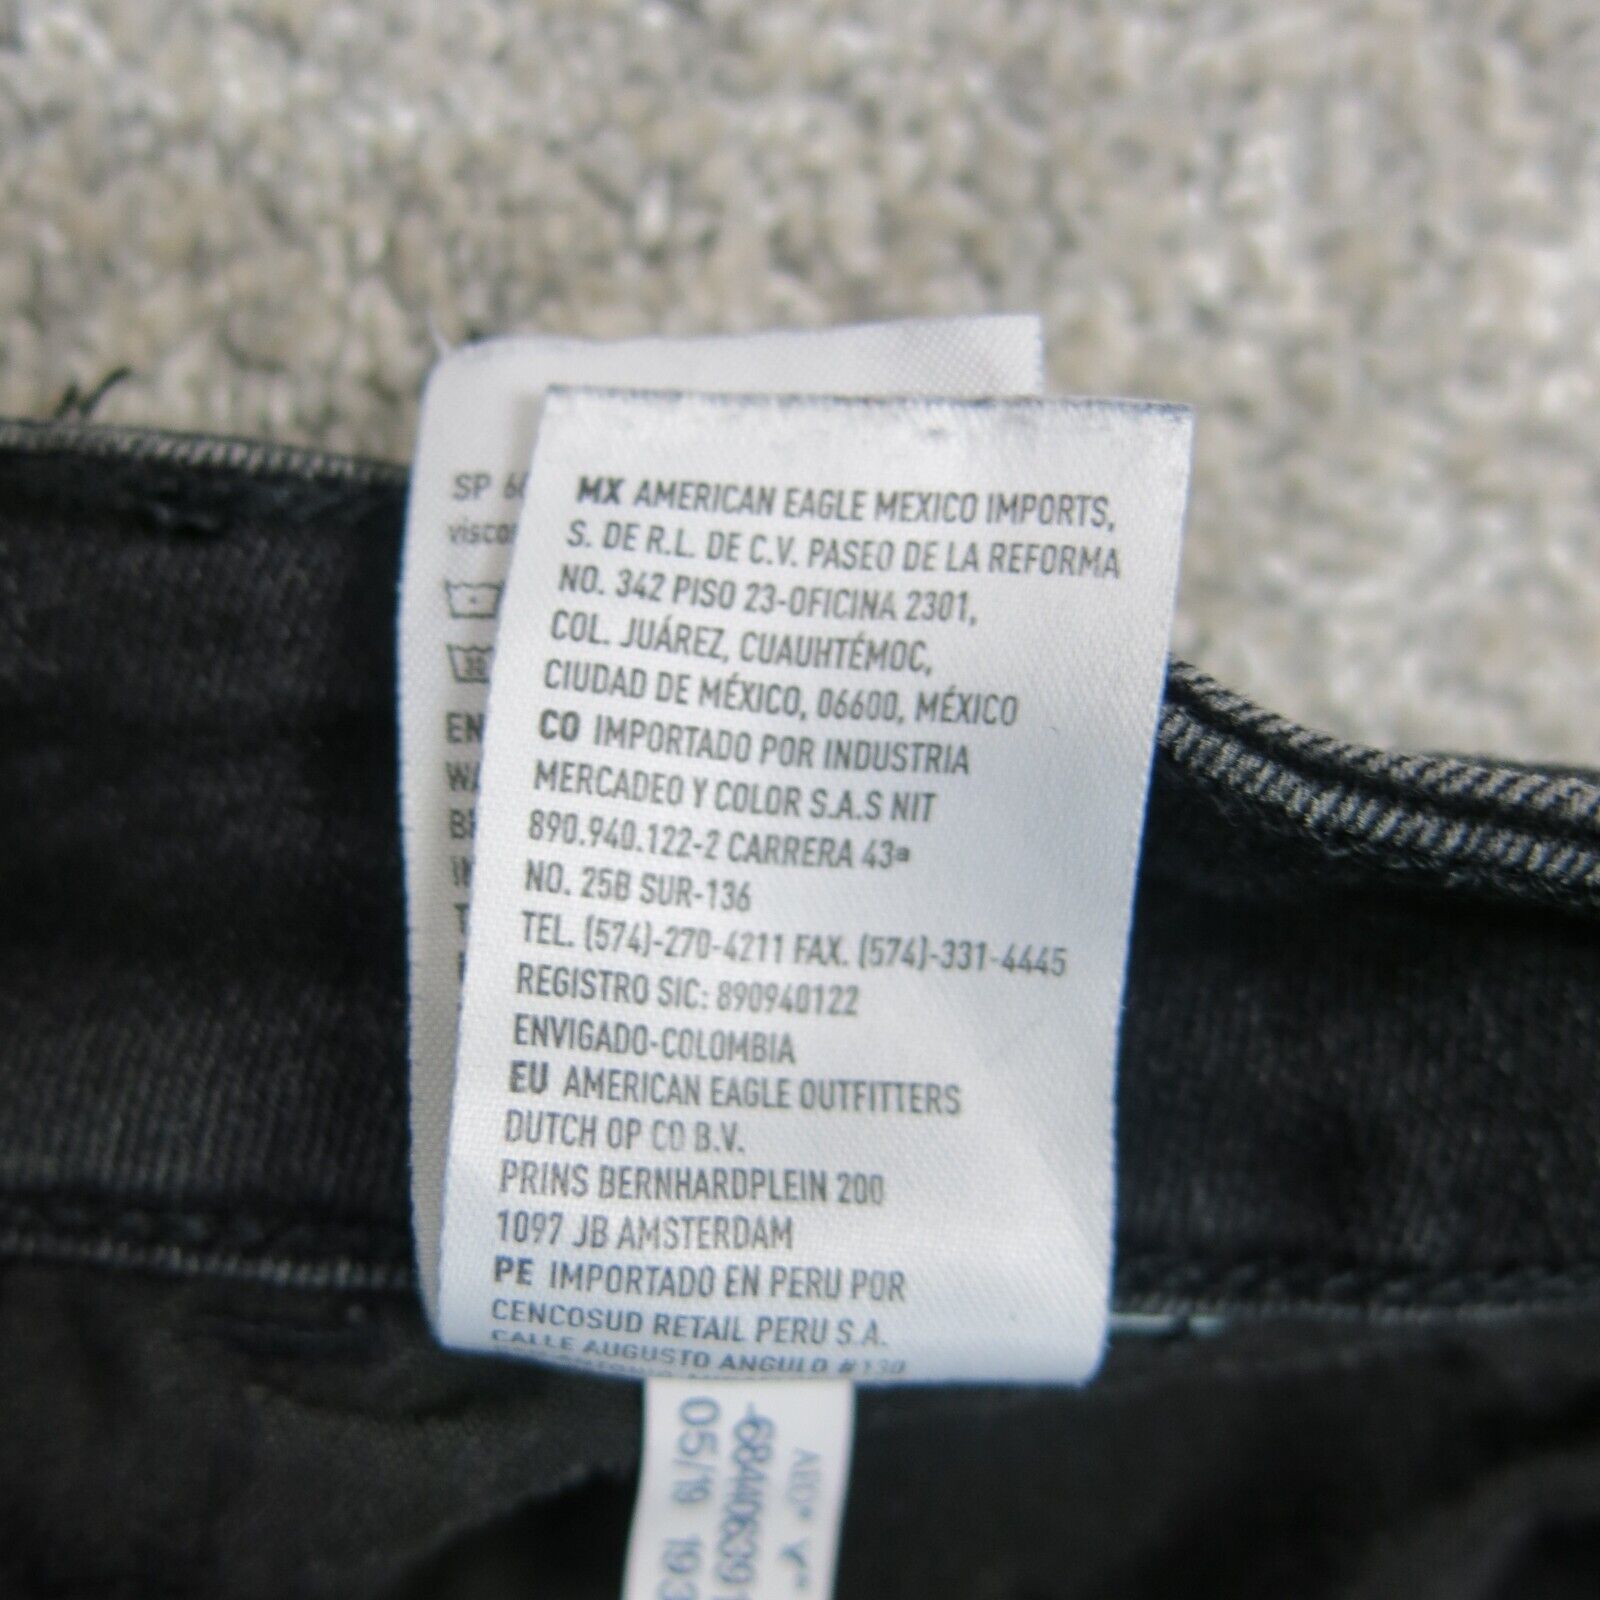 MX AMERICAN EAGLE MEXICO IMPORTS,
S. DE R.L. DE C.V. PASEO DE LA REFORMA
NO. 342 PISO 23-OFICINA 2301,
COL. JUÁREZ, CUAUHTÉMOC,
CIUDAD DE MÉXICO, 06600, MÉXICO
CO IMPORTADO POR INDUSTRIA
MERCADEO Y COLOR S.A.S NIT
890.940.122-2 CARRERA 43ª
NO. 25B SUR-136
TEL. (574)-270-4211 FAX. (574)-331-4445
REGISTRO SIC: 890940122
ENVIGADO-COLOMBIA
EU AMERICAN EAGLE OUTFITTERS
DUTCH OP CO B.V.
PRINS BERNHARDPLEIN 200
1097 JB AMSTERDAM
PE IMPORTADO EN PERU POR
CENCOSUD RETAIL PERU S.A.
CALLE AUGUSTO ANGULO #130
SP
EN
05/19